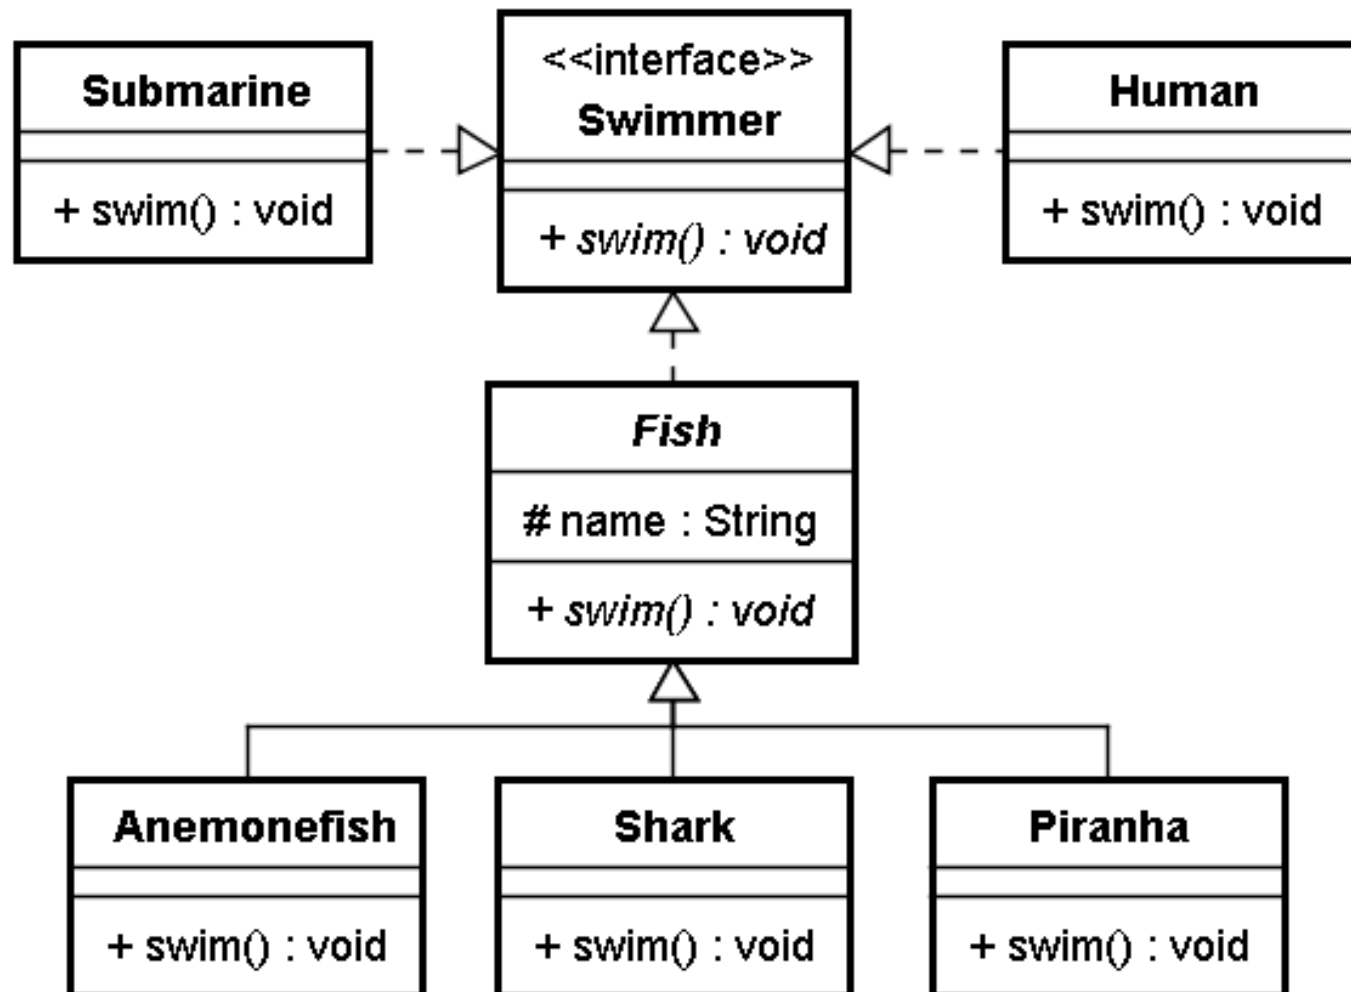 Submarine
+ swim() : void
<<interface>>
Swimmer
+ swim() : void
Human
+ swim() : void
Fish
# name : String
+ swim() : void
Anemonefish
+ swim() : void
Shark
+ swim() : void
Piranha
+ swim() : void